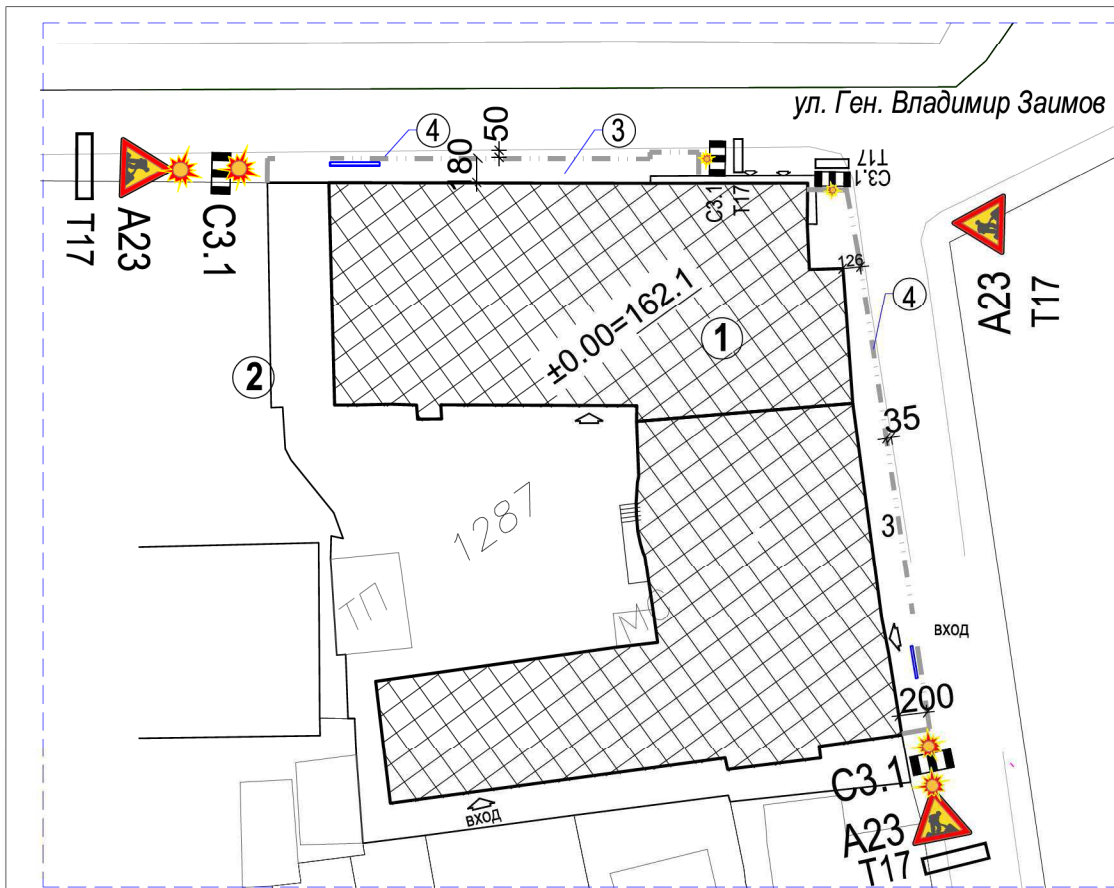 ул. Ген. Владимир Заимов
4
50
3
180
T17
A23
C3.1
C3.1
T17
T17
C3.1
126
A23
T17
4
±0.00=162.1
1
2
35
1287
3
ТП
МС
вход
200
C3.1
A23
T17
вход